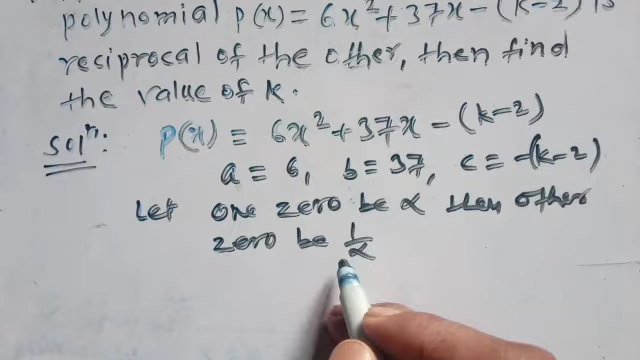 polynomial p(x) = 6x²+37x-(k-2) is
reciprocal of the other, then find
the value of k.
Solⁿ: p(x) = 6x²+37x-(k-2)
a = 6, b = 37, c = -(k-2)
Let one zero be α then other
zero be 1/α